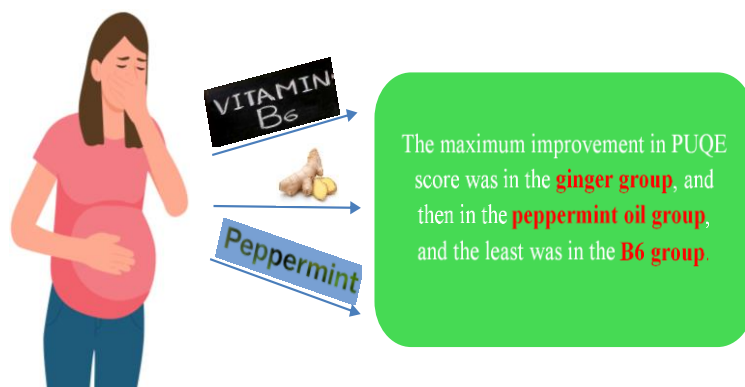 VITAMIN
B6
Peppermint
The maximum improvement in PUQE
score was in the ginger group, and
then in the peppermint oil group,
and the least was in the B6 group.